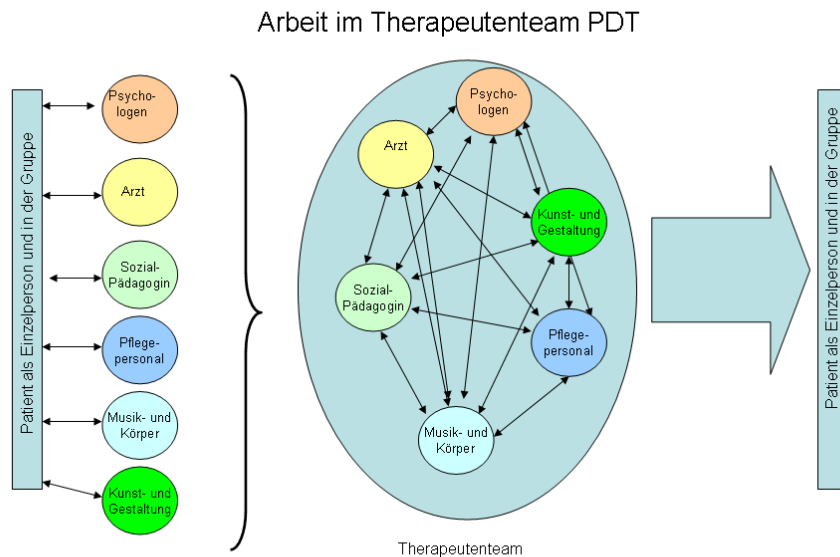 Arbeit im Therapeutenteam PDT
Patient als Einzelperson und in der Gruppe
Psycho-
logen
Arzt
Sozial-
Pädagogin
Pflege-
personal
Musik- und
Körper
Kunst- und
Gestaltung
Psycho-
logen
Arzt
Kunst- und
Gestaltung
Sozial-
Pädagogin
Pflege-
personal
Musik- und
Körper
Therapeutenteam
Patient als Einzelperson und in der Gruppe